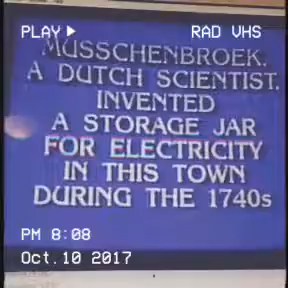 PLAY ▶ RAD VHS
MUSSCHENBROEK,
A DUTCH SCIENTIST,
INVENTED
A STORAGE JAR
FOR ELECTRICITY
IN THIS TOWN
DURING THE 1740s
PM 8:08
Oct.10 2017